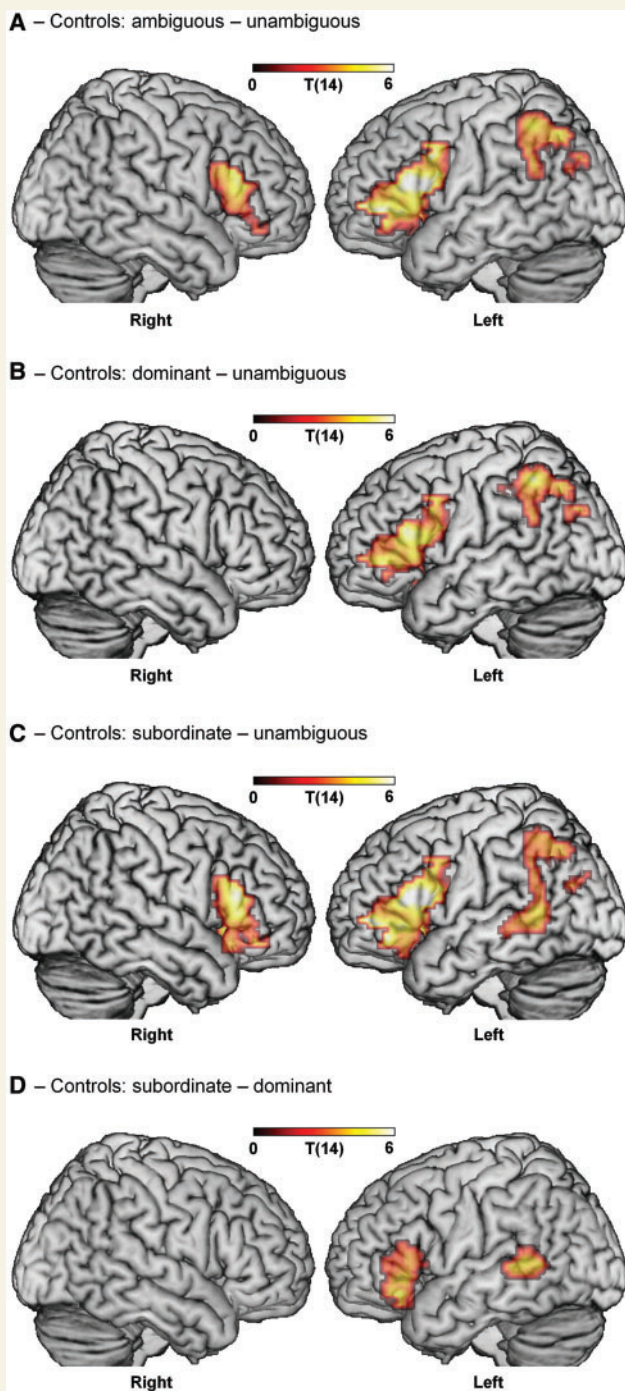 A – Controls: ambiguous – unambiguous
0 T(14) 6
Right Left
B – Controls: dominant – unambiguous
0 T(14) 6
Right Left
C – Controls: subordinate – unambiguous
0 T(14) 6
Right Left
D – Controls: subordinate – dominant
0 T(14) 6
Right Left